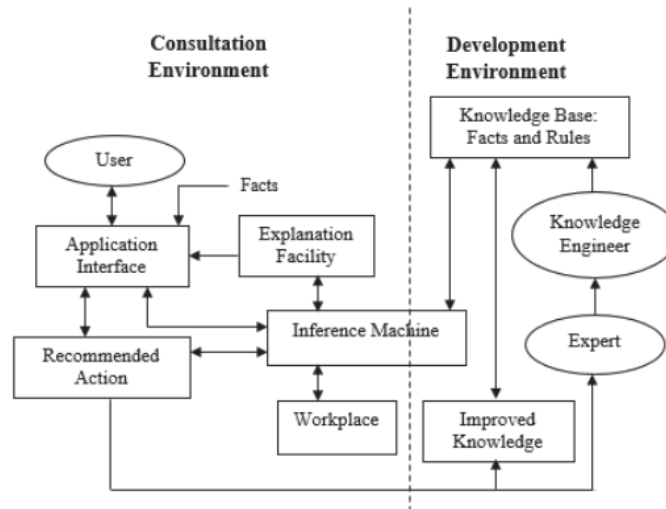 Consultation
Environment
Development
Environment
Knowledge Base:
Facts and Rules
User
Facts
Application
Interface
Explanation
Facility
Knowledge
Engineer
Inference Machine
Expert
Recommended
Action
Workplace
Improved
Knowledge